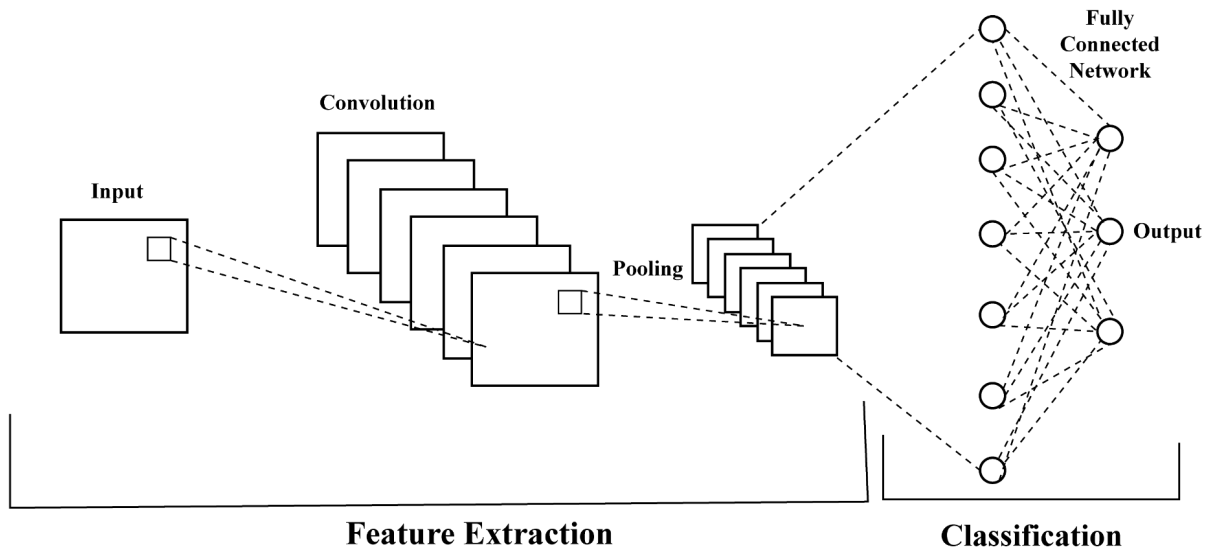 Fully
Connected
Network
Convolution
Input
Pooling
Output
Feature Extraction
Classification